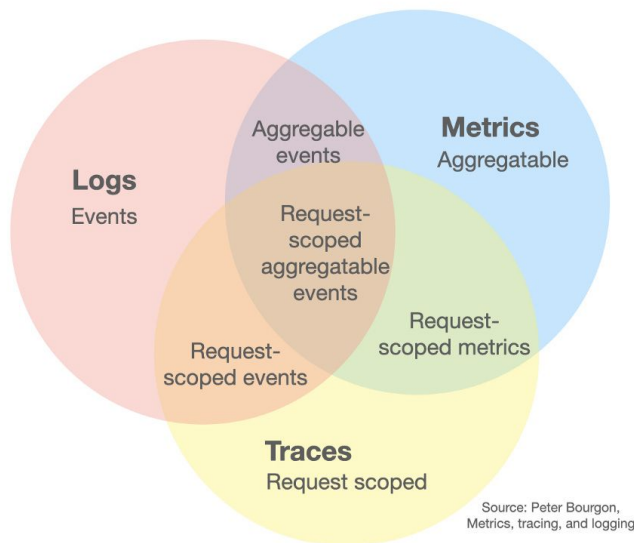 Aggregable
events
Metrics
Aggregatable
Logs
Events
Request-
scoped
aggregatable
events
Request-
scoped metrics
Request-
scoped events
Traces
Request scoped
Source: Peter Bourgon,
Metrics, tracing, and logging